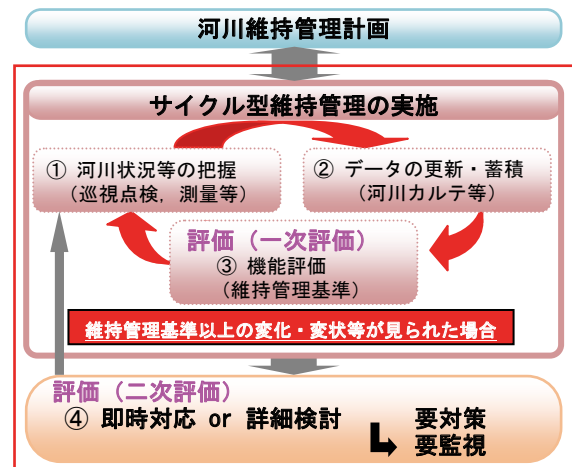 河川維持管理計画
サイクル型維持管理の実施
① 河川状況等の把握
(巡視点検, 測量等)
② データの更新・蓄積
(河川カルテ等)
評価（一次評価）
③ 機能評価
(維持管理基準)
維持管理基準以上の変化・変状等が見られた場合
評価（二次評価）
④ 即時対応 or 詳細検討
要対策
要監視